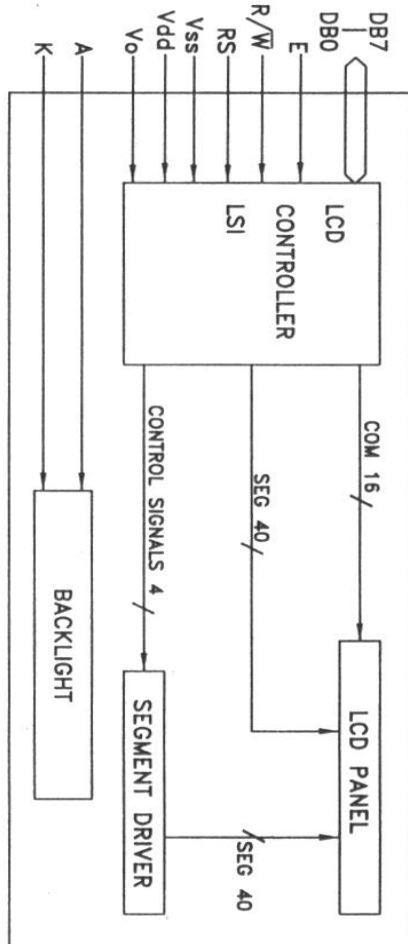 DB7
DB0
E
R/W̅
RS
Vss
Vdd
Vo
A
K
LCD
CONTROLLER
LSI
COM 16
SEG 40
CONTROL SIGNALS 4
LCD PANEL
SEG 40
SEGMENT DRIVER
BACKLIGHT